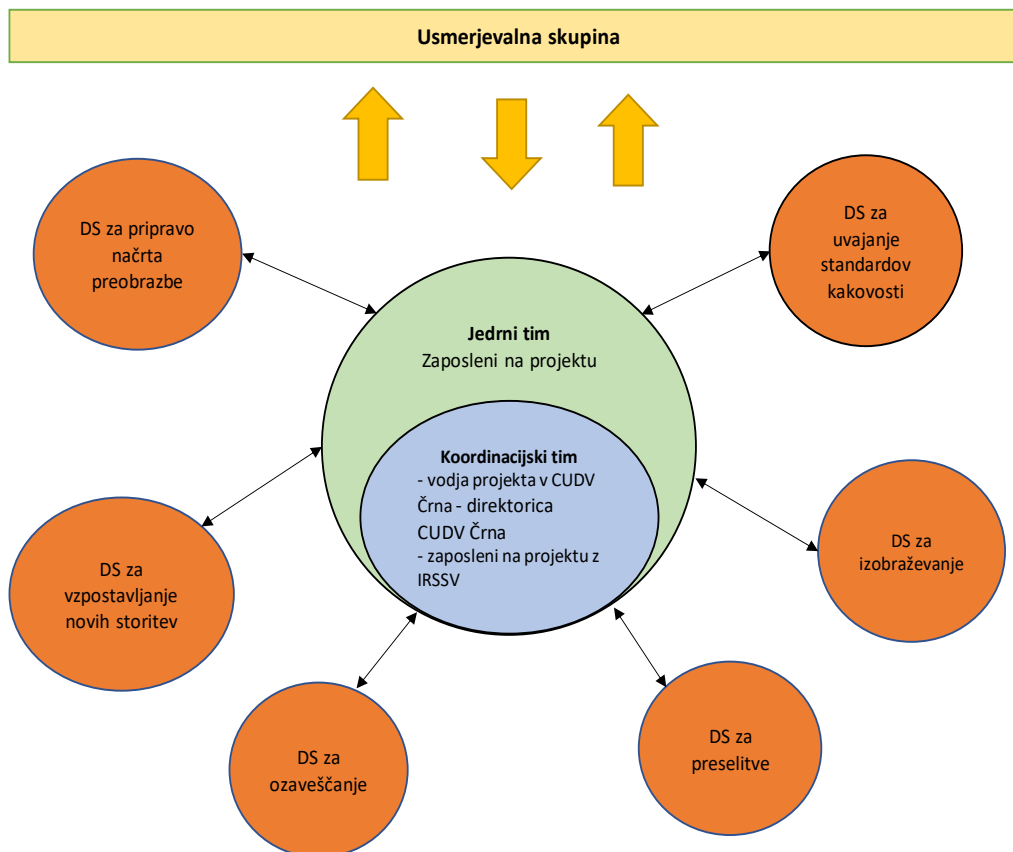 Usmerjevalna skupina
DS za pripravo
načrta
preobrazbe
DS za
uvajanje
standardov
kakovosti
Jedrni tim
Zaposleni na projektu
Koordinacijski tim
- vodja projekta v CUDV
Črna - direktorica
CUDV Črna
- zaposleni na projektu z
IRSSV
DS za
izobraževanje
DS za
vzpostavljanje
novih storitev
DS za
ozaveščanje
DS za
preselitve